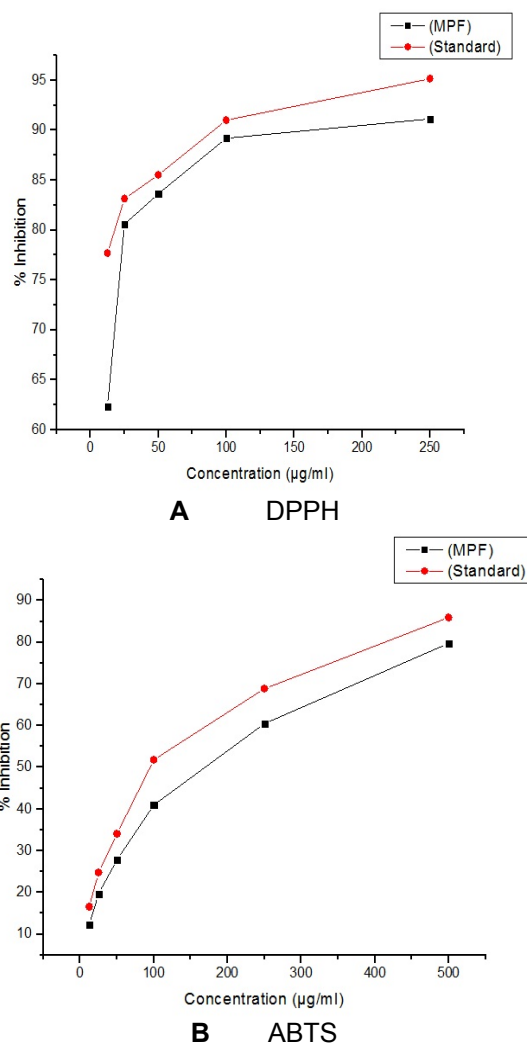 (MPF)
(Standard)
95
90
85
80
75
70
65
60
% Inhibition
0 50 100 150 200 250
Concentration (µg/ml)
A DPPH
(MPF)
(Standard)
90
80
70
60
50
40
30
20
10
% Inhibition
0 100 200 300 400 500
Concentration (µg/ml)
B ABTS